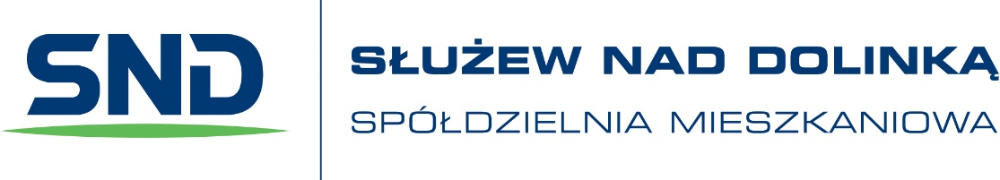 SND
SŁUŻEW NAD DOLINKĄ
SPÓŁDZIELNIA MIESZKANIOWA